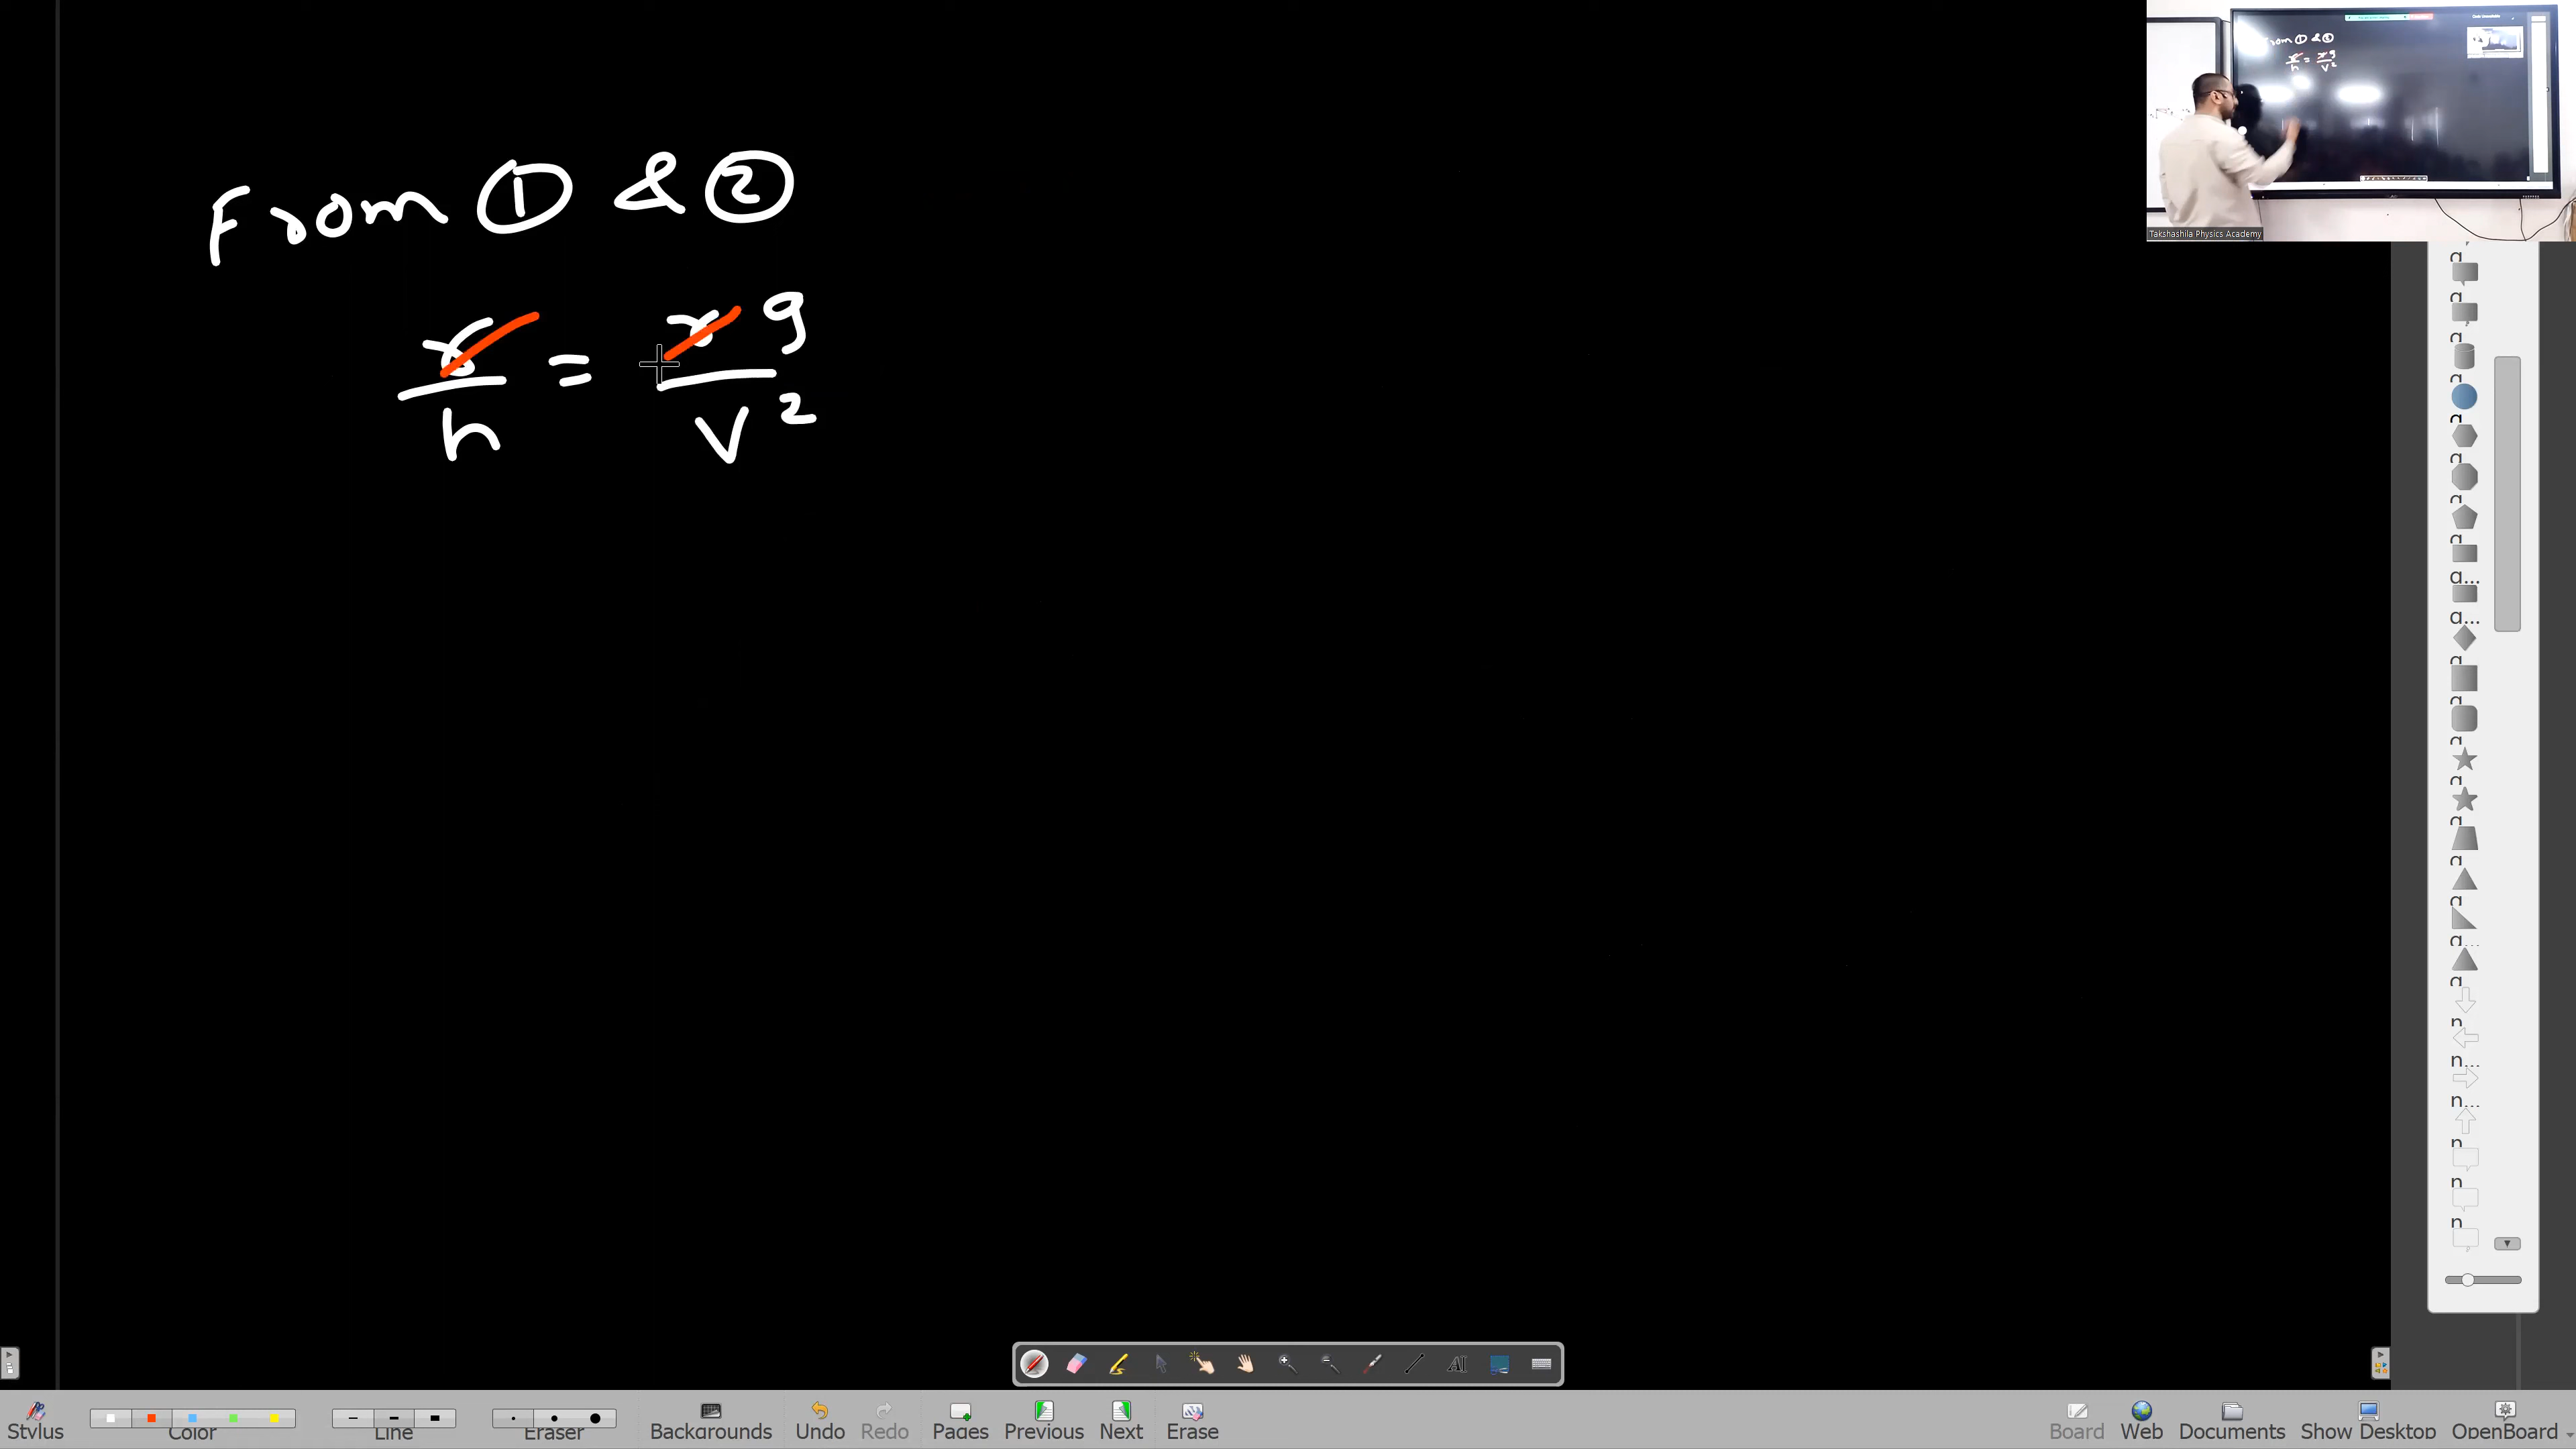 From ① & ②
r/h = rg/v²
Takshashila Physics Academy
a
a
a
a
a
a
a
a
a...
a...
a
a
a
a
a
a
a
a
a...
a
n
n...
n...
n
n
n
Stylus Color Line Eraser Backgrounds Undo Redo Pages Previous Next Erase Board Web Documents Show Desktop OpenBoard